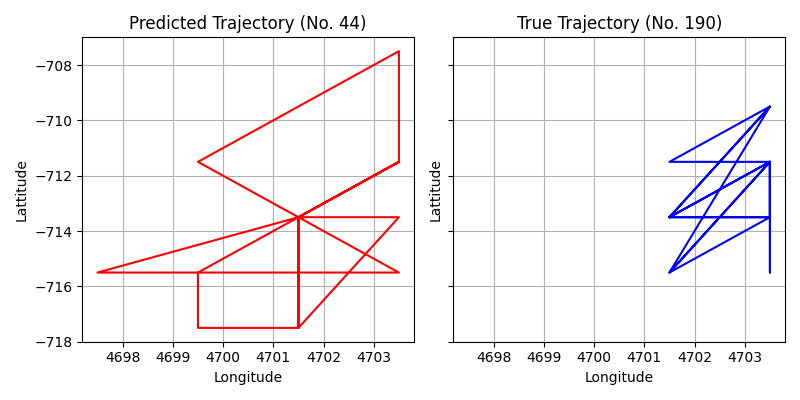 Predicted Trajectory (No. 44)
True Trajectory (No. 190)
−708
−710
−712
−714
−716
−718
Lattitude
Lattitude
4698 4699 4700 4701 4702 4703
4698 4699 4700 4701 4702 4703
Longitude
Longitude